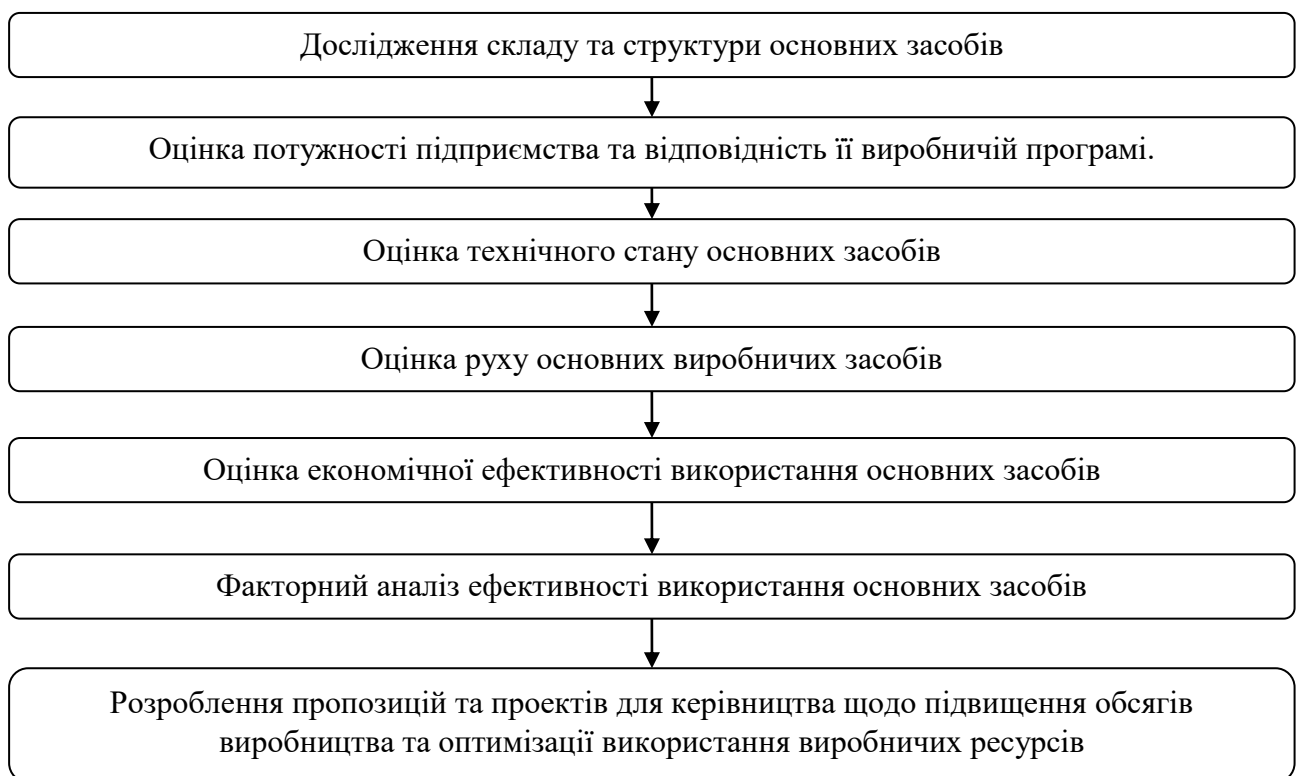 Дослідження складу та структури основних засобів
Оцінка потужності підприємства та відповідність її виробничій програмі.
Оцінка технічного стану основних засобів
Оцінка руху основних виробничих засобів
Оцінка економічної ефективності використання основних засобів
Факторний аналіз ефективності використання основних засобів
Розроблення пропозицій та проектів для керівництва щодо підвищення обсягів
виробництва та оптимізації використання виробничих ресурсів